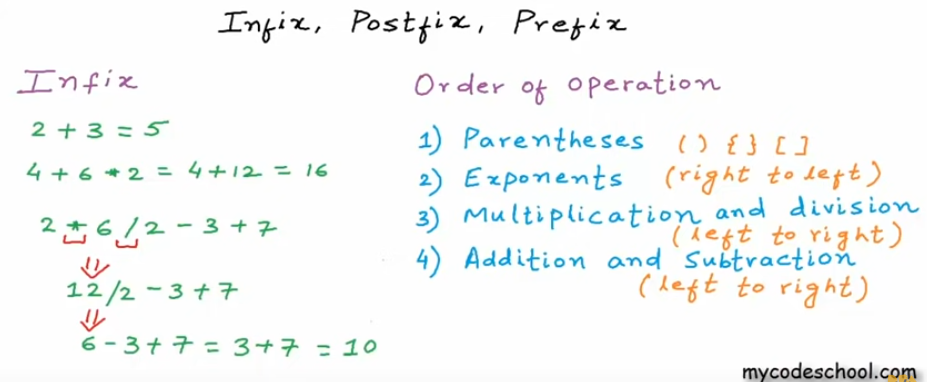 Infix, Postfix, Prefix
Infix
2 + 3 = 5
4 + 6 * 2 = 4 + 12 = 16
2 * 6 / 2 - 3 + 7
12 / 2 - 3 + 7
6 - 3 + 7 = 3 + 7 = 10
Order of operation
1) Parentheses () {} []
2) Exponents (right to left)
3) Multiplication and division
(left to right)
4) Addition and Subtraction
(left to right)
mycodeschool.com